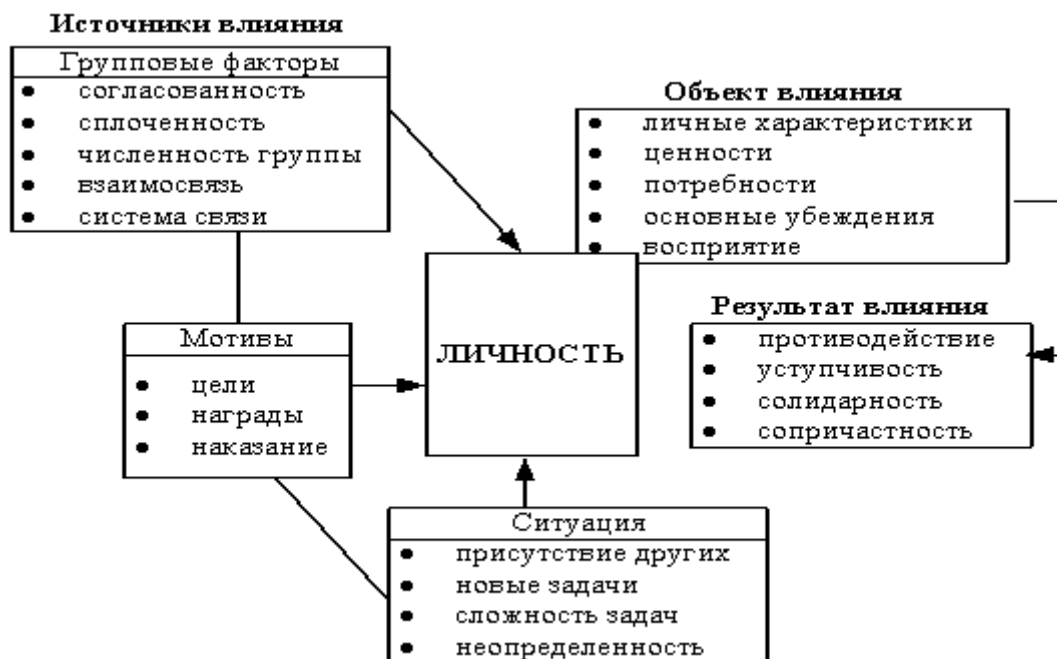 Источники влияния
Групповые факторы
• согласованность
• сплоченность
• численность группы
• взаимосвязь
• система связи
Объект влияния
• личные характеристики
• ценности
• потребности
• основные убеждения
• восприятие
Мотивы
• цели
• награды
• наказание
ЛИЧНОСТЬ
Результат влияния
• противодействие
• уступчивость
• солидарность
• сопричастность
Ситуация
• присутствие других
• новые задачи
• сложность задач
• неопределенность